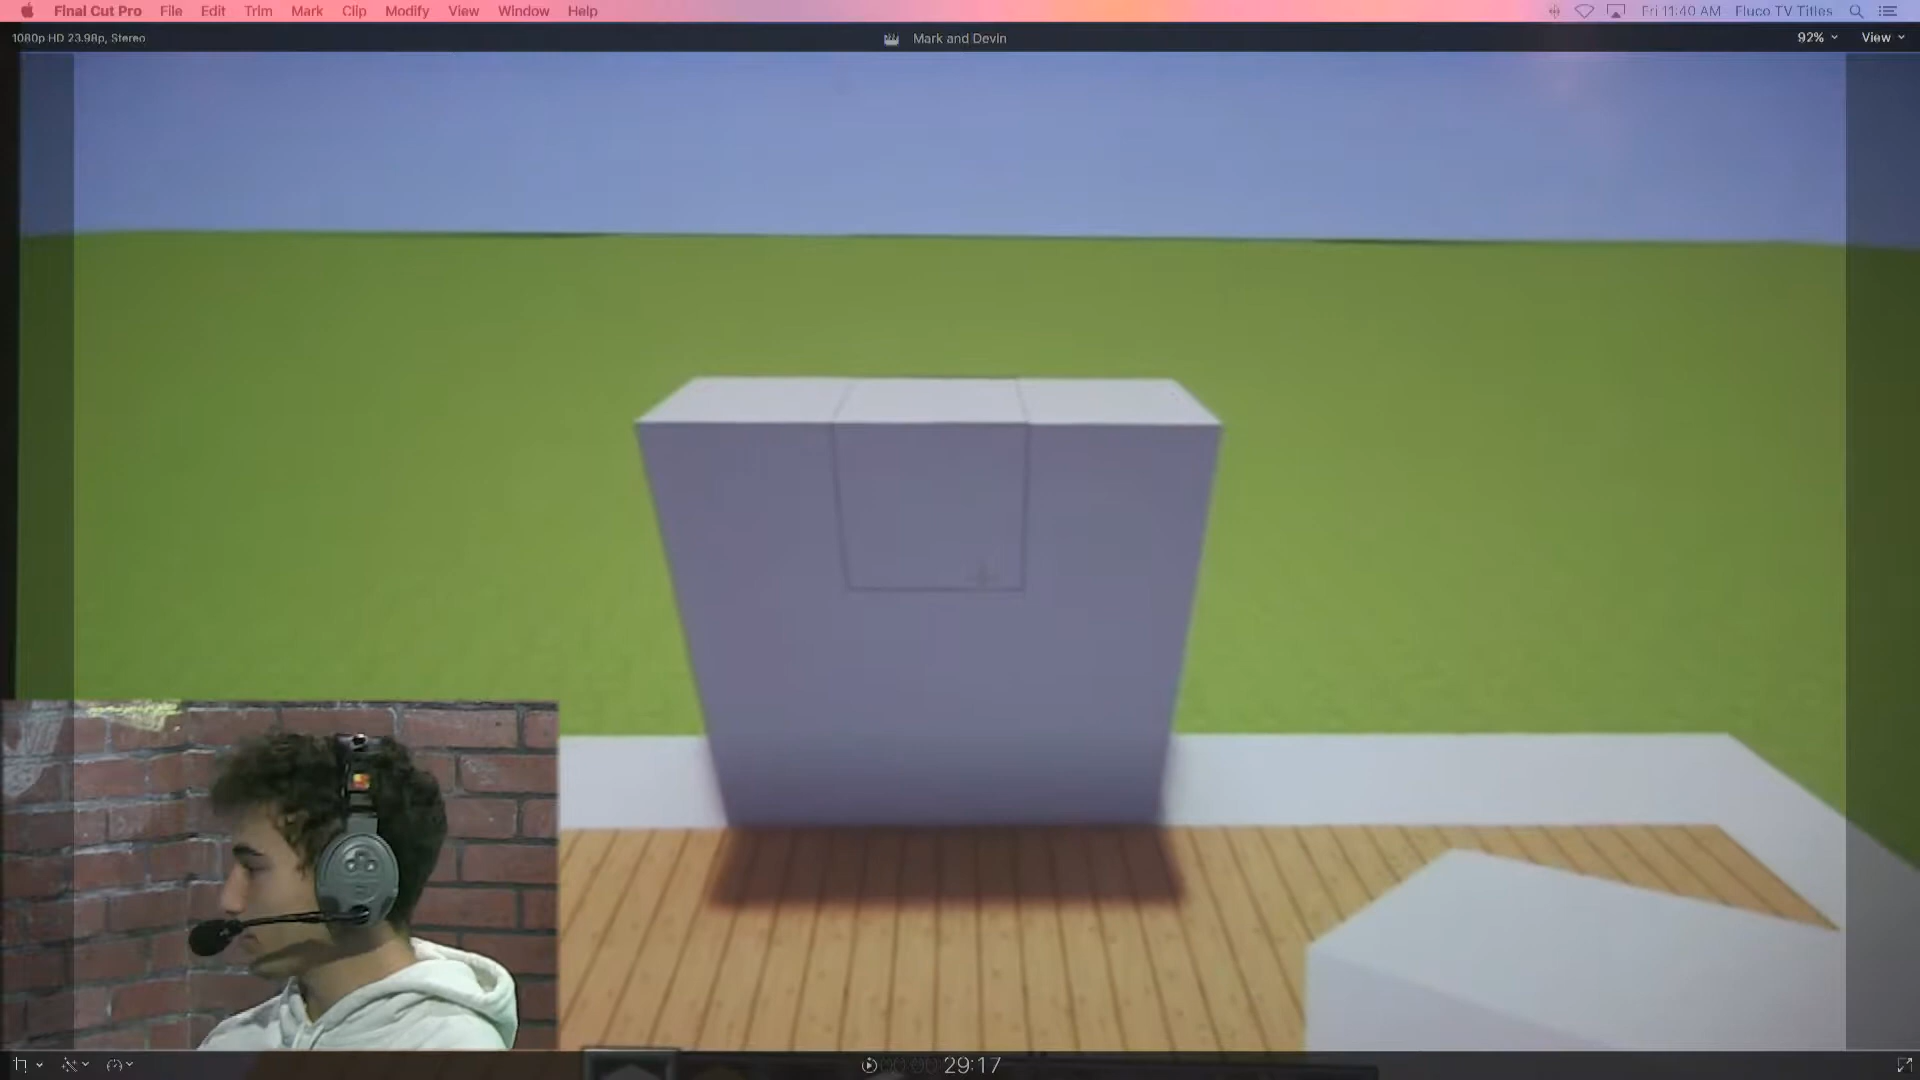 Final Cut Pro File Edit Trim Mark Clip Modify View Window Help Fri 11:40 AM Fluco TV Titles
1080p HD 23.98p, Stereo Mark and Devin 92% View
29:17